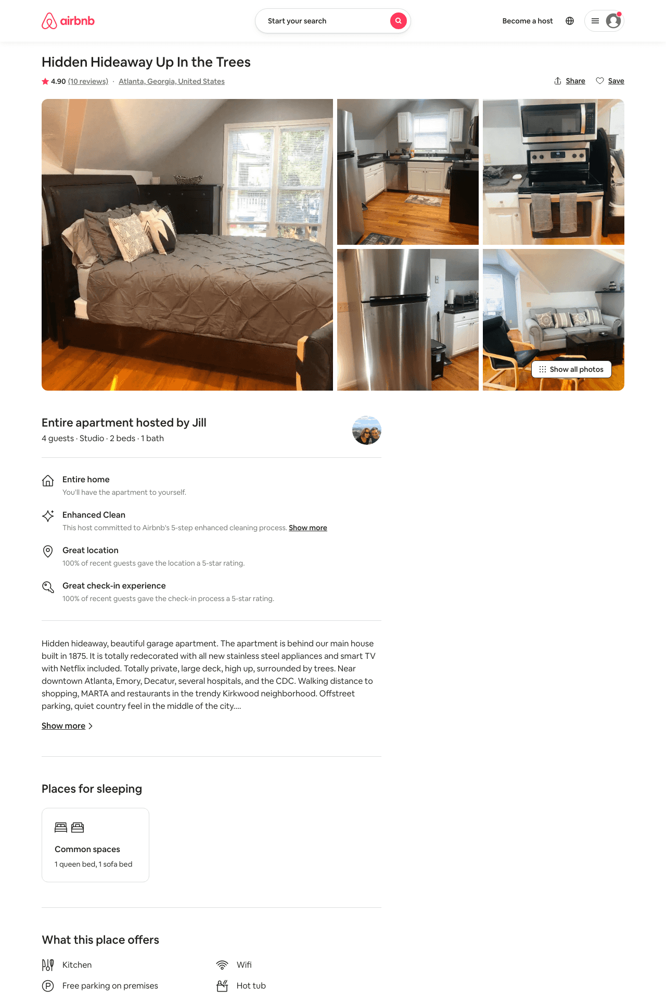 airbnb
Start your search
Become a host
Hidden Hideaway Up In the Trees
4.90 (10 reviews) · Atlanta, Georgia, United States
Share
Save
Show all photos
Entire apartment hosted by Jill
4 guests · Studio · 2 beds · 1 bath
Entire home
You'll have the apartment to yourself.
Enhanced Clean
This host committed to Airbnb's 5-step enhanced cleaning process. Show more
Great location
100% of recent guests gave the location a 5-star rating.
Great check-in experience
100% of recent guests gave the check-in process a 5-star rating.
Hidden hideaway, beautiful garage apartment. The apartment is behind our main house
built in 1875. It is totally redecorated with all new stainless steel appliances and smart TV
with Netflix included. Totally private, large deck, high up, surrounded by trees. Near
downtown Atlanta, Emory, Decatur, several hospitals, and the CDC. Walking distance to
shopping, MARTA and restaurants in the trendy Kirkwood neighborhood. Offstreet
parking, quiet country feel in the middle of the city....
Show more
Places for sleeping
Common spaces
1 queen bed, 1 sofa bed
What this place offers
Kitchen
Wifi
Free parking on premises
Hot tub